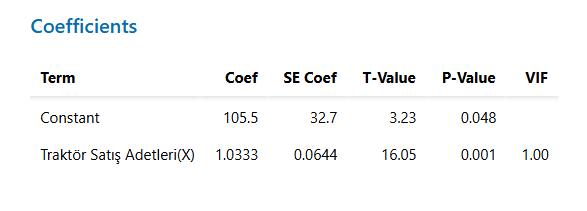 Coefficients
Term Coef SE Coef T-Value P-Value VIF
Constant 105.5 32.7 3.23 0.048
Traktör Satış Adetleri(X) 1.0333 0.0644 16.05 0.001 1.00